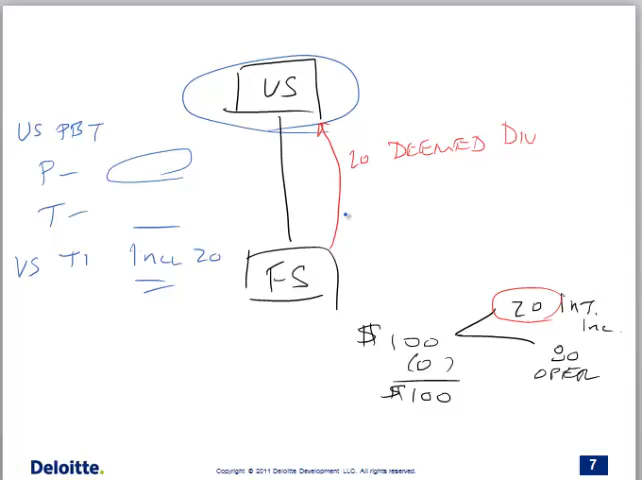 US
US PBT
20 DEEMED DIV
P-
T-
US TI Incl 20
FS
20 INT.
Inc.
$100
(0)
$100
80
OPER
Deloitte.
Copyright © 2011 Deloitte Development LLC. All rights reserved.
7